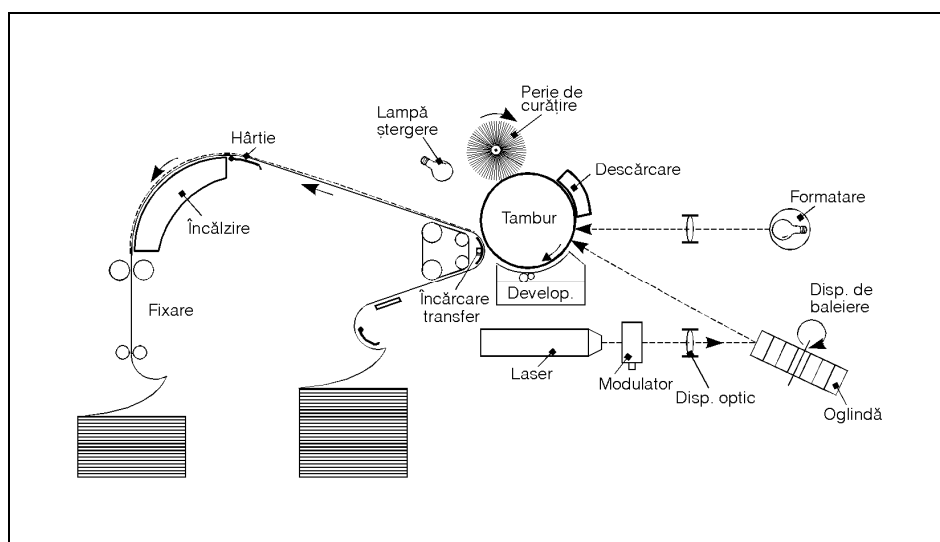 Perie de
curățire
Lampă
ștergere
Hârtie
Descărcare
Formatare
Tambur
Încălzire
Disp. de
baleiere
Încărcare
transfer
Develop.
Fixare
Laser
Modulator
Disp. optic
Oglindă